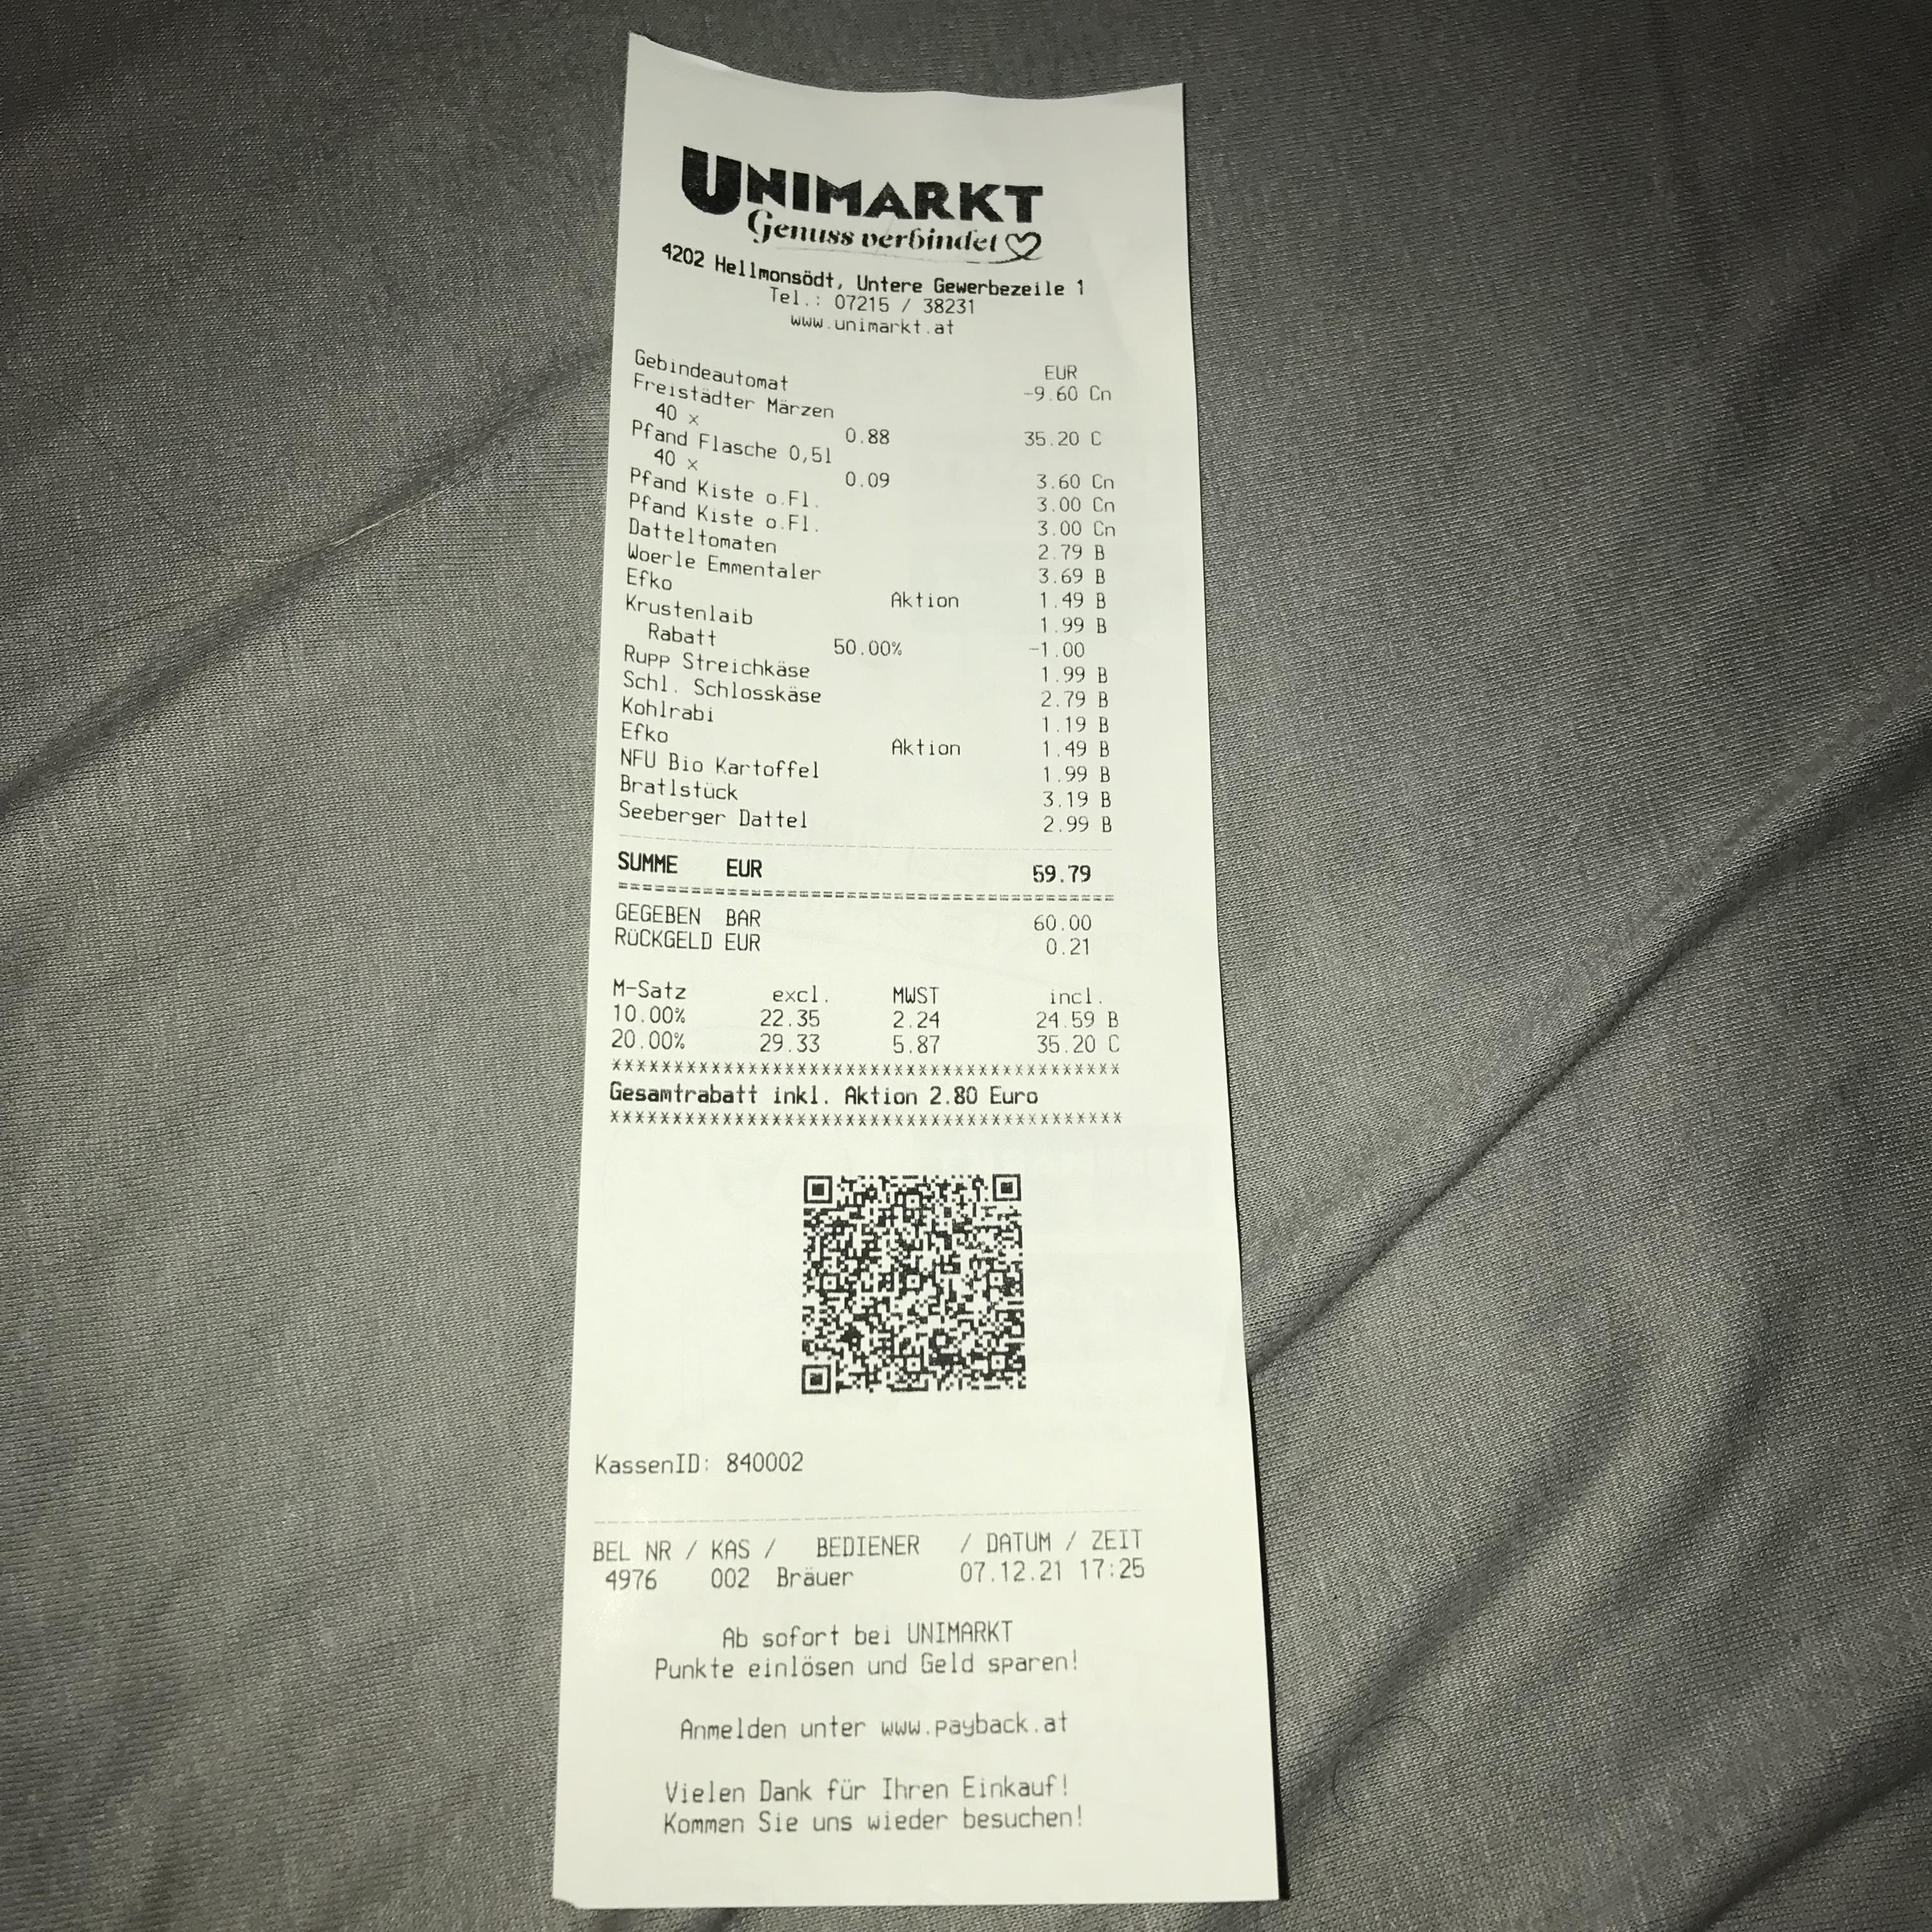 UNIMARKT
Genuss verbindet
4202 Hellmonsödt, Untere Gewerbezeile 1
Tel.: 07215 / 38231
www.unimarkt.at
EUR
Gebindeautomat -9.60 Cn
Freistädter Märzen
40 x 0.88 35.20 C
Pfand Flasche 0,5l
40 x 0.09 3.60 Cn
Pfand Kiste o.Fl. 3.00 Cn
Pfand Kiste o.Fl. 3.00 Cn
Datteltomaten 2.79 B
Woerle Emmentaler 3.69 B
Efko Aktion 1.49 B
Krustenlaib 1.99 B
Rabatt 50.00% -1.00
Rupp Streichkäse 1.99 B
Schl. Schlosskäse 2.79 B
Kohlrabi 1.19 B
Efko Aktion 1.49 B
NFU Bio Kartoffel 1.99 B
Bratlstück 3.19 B
Seeberger Dattel 2.99 B
SUMME EUR 59.79
GEGEBEN BAR 60.00
RÜCKGELD EUR 0.21
M-Satz excl. MWST incl.
10.00% 22.35 2.24 24.59 B
20.00% 29.33 5.87 35.20 C
*****************************************
Gesamtrabatt inkl. Aktion 2.80 Euro
*****************************************
KassenID: 840002
BEL NR / KAS / BEDIENER / DATUM / ZEIT
4976 002 Bräuer 07.12.21 17:25
Ab sofort bei UNIMARKT
Punkte einlösen und Geld sparen!
Anmelden unter www.payback.at
Vielen Dank für Ihren Einkauf!
Kommen Sie uns wieder besuchen!